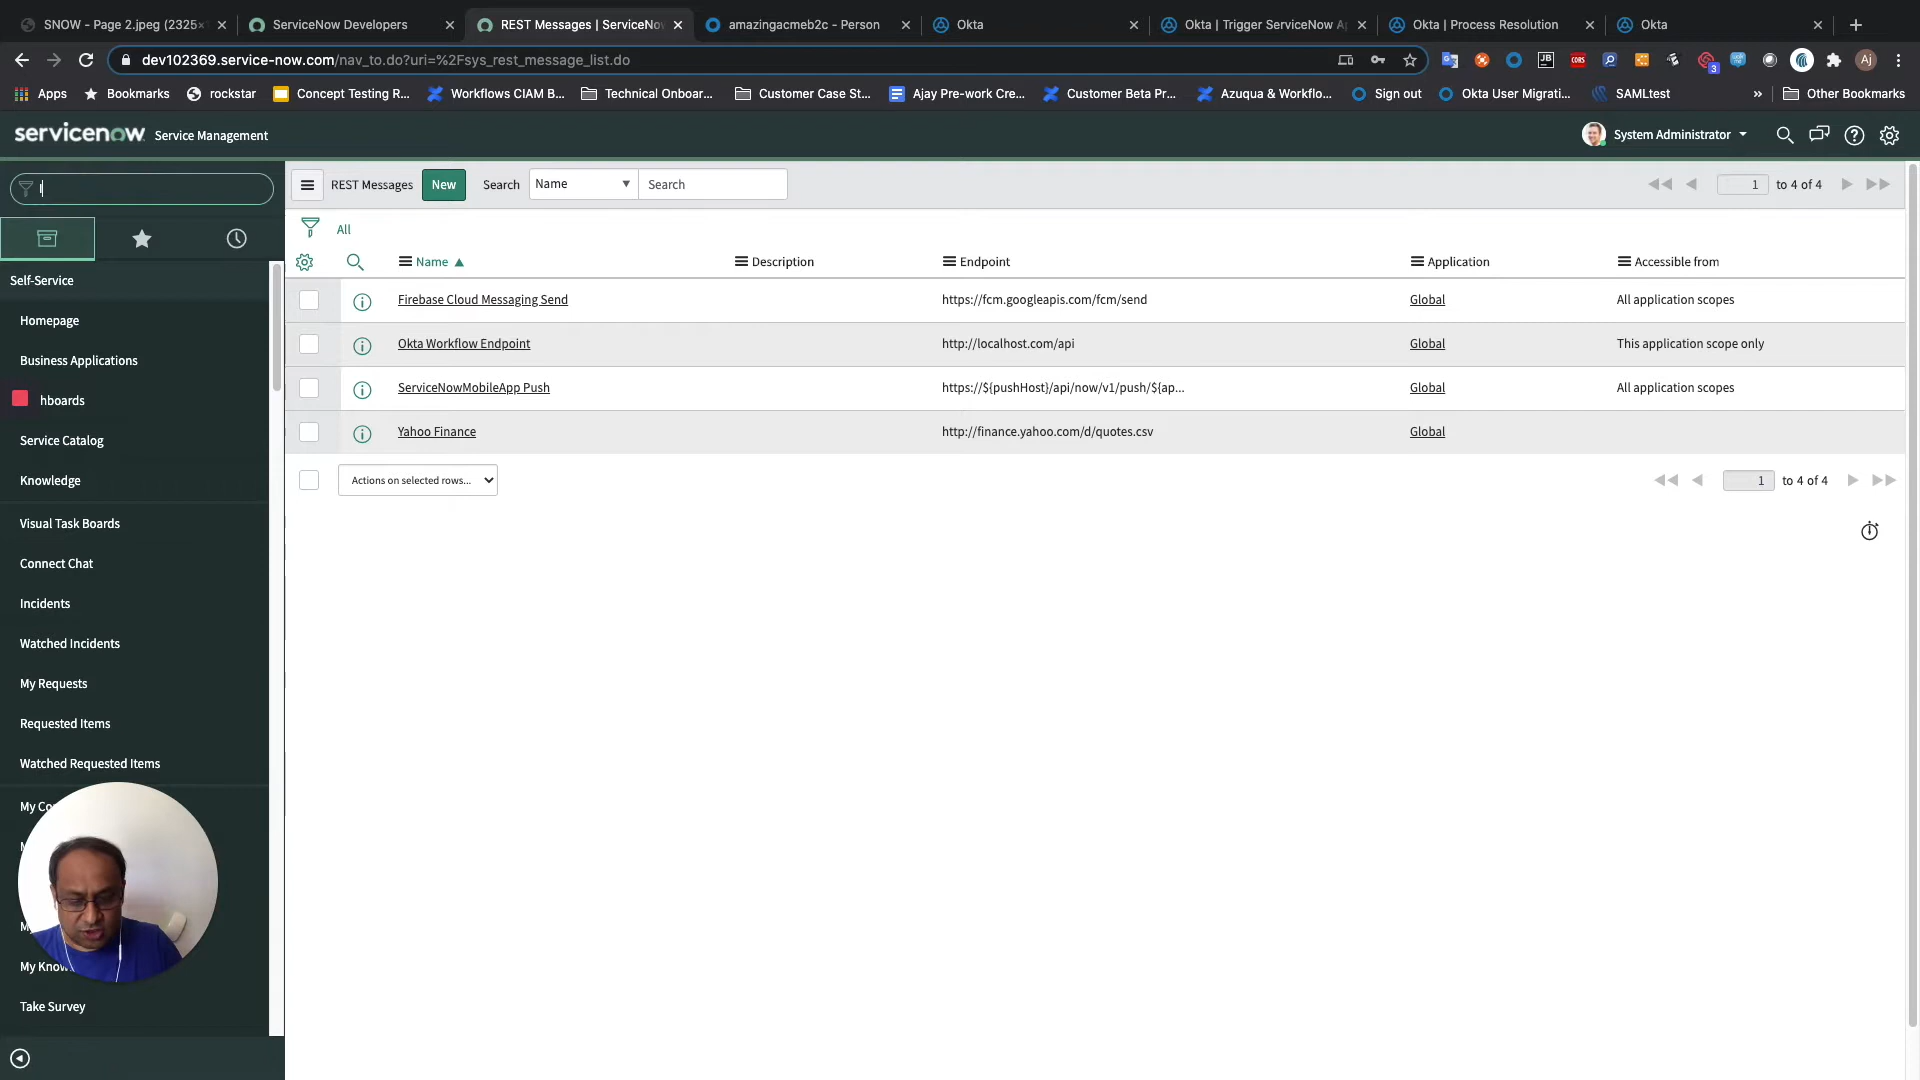 SNOW - Page 2.jpeg (2325×
ServiceNow Developers
REST Messages | ServiceNow
amazingacmeb2c - Person
Okta
Okta | Trigger ServiceNow Ap
Okta | Process Resolution
Okta
dev102369.service-now.com/nav_to.do?uri=%2Fsys_rest_message_list.do
3
Aj
Apps
Bookmarks
rockstar
Concept Testing R...
Workflows CIAM B...
Technical Onboar...
Customer Case St...
Ajay Pre-work Cre...
Customer Beta Pr...
Azuqua & Workflo...
Sign out
Okta User Migrati...
SAMLtest
»
Other Bookmarks
servicenow Service Management
System Administrator
REST Messages
New
Search
Name
Search
1 to 4 of 4
All
Name
Description
Endpoint
Application
Accessible from
Firebase Cloud Messaging Send
https://fcm.googleapis.com/fcm/send
Global
All application scopes
Okta Workflow Endpoint
http://localhost.com/api
Global
This application scope only
ServiceNowMobileApp Push
https://${pushHost}/api/now/v1/push/${ap...
Global
All application scopes
Yahoo Finance
http://finance.yahoo.com/d/quotes.csv
Global
Actions on selected rows...
1 to 4 of 4
Self-Service
Homepage
Business Applications
hboards
Service Catalog
Knowledge
Visual Task Boards
Connect Chat
Incidents
Watched Incidents
My Requests
Requested Items
Watched Requested Items
My Co
My Know
Take Survey